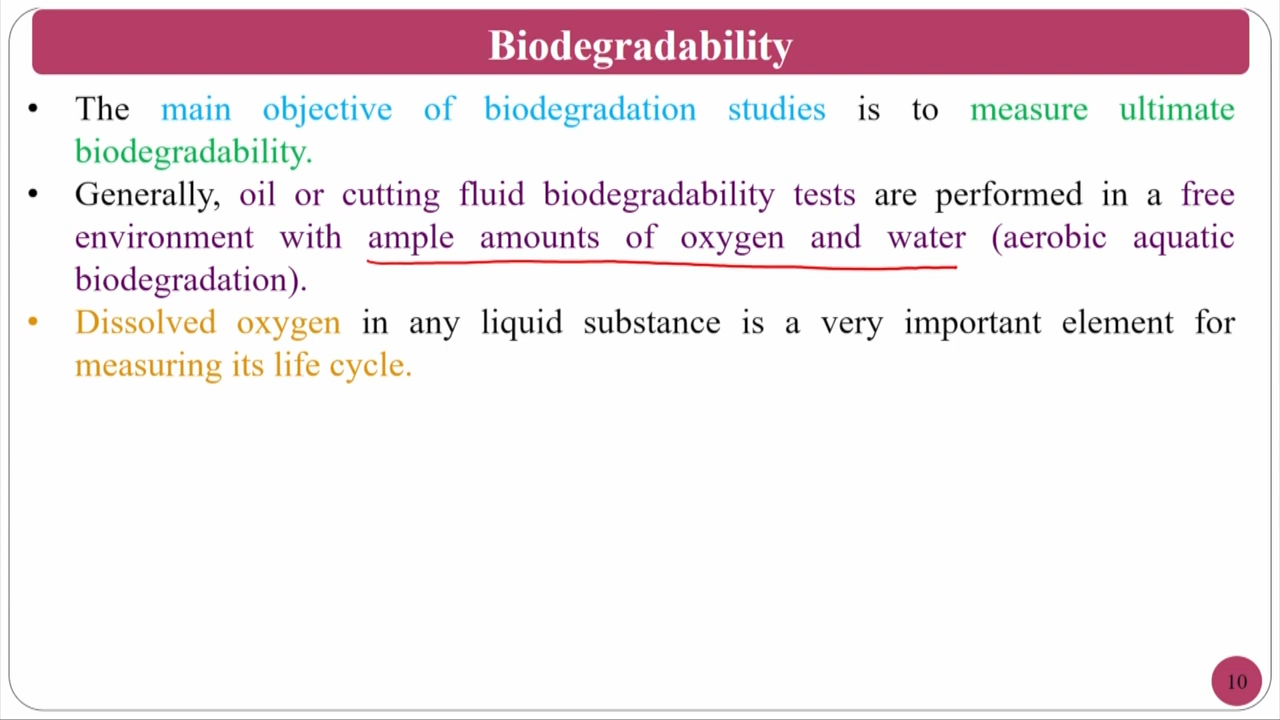 Biodegradability
• The main objective of biodegradation studies is to measure ultimate
biodegradability.
• Generally, oil or cutting fluid biodegradability tests are performed in a free
environment with ample amounts of oxygen and water (aerobic aquatic
biodegradation).
• Dissolved oxygen in any liquid substance is a very important element for
measuring its life cycle.
10